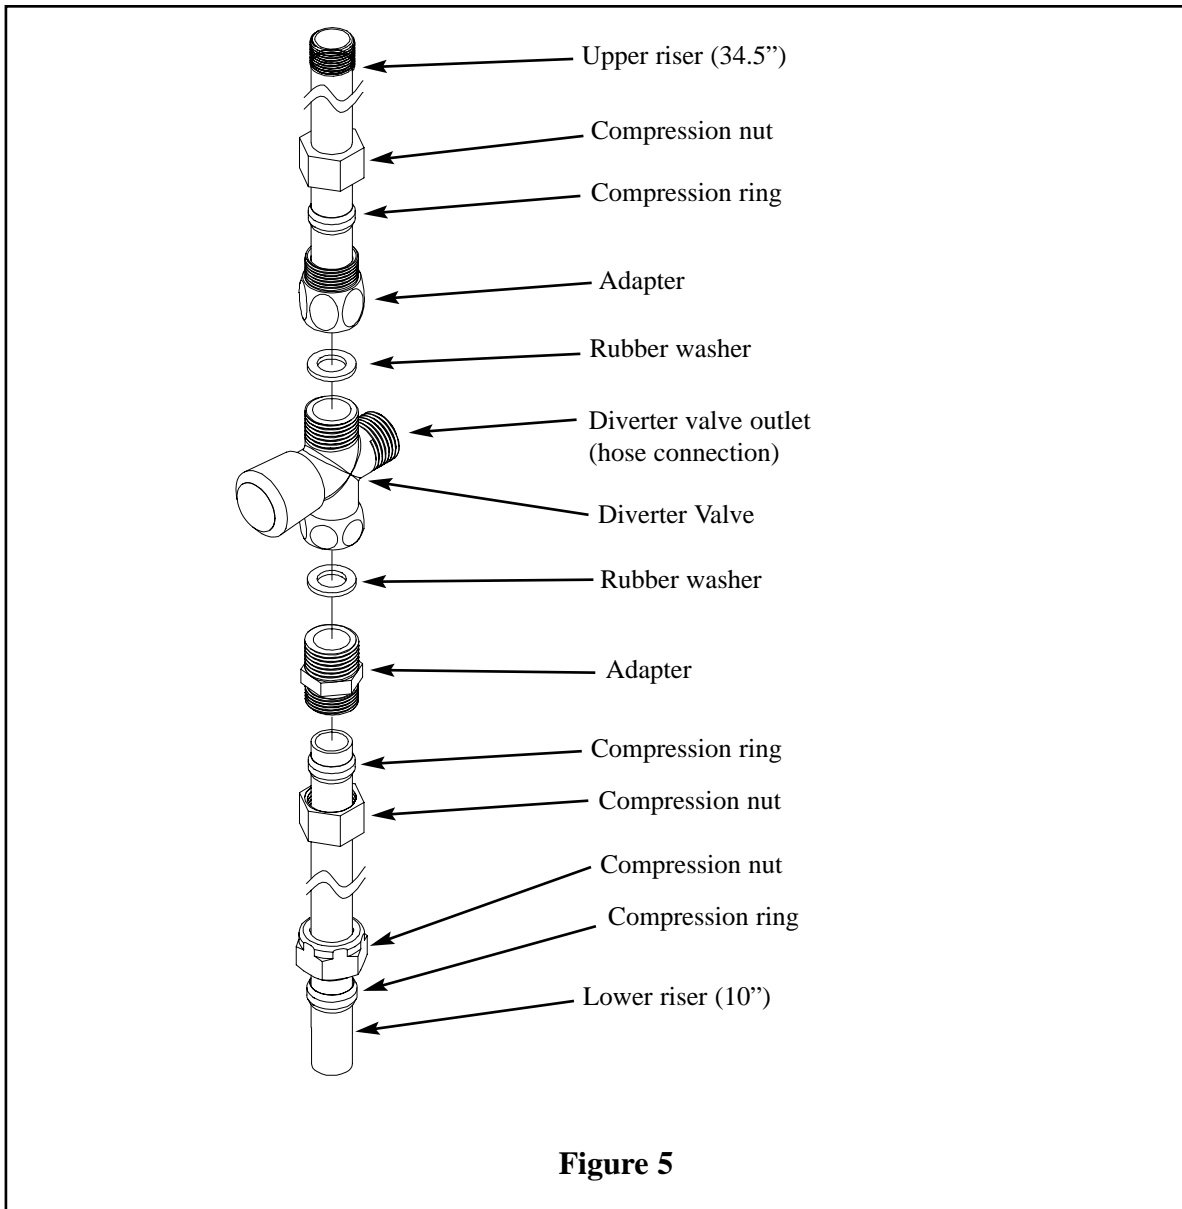 Upper riser (34.5”)
Compression nut
Compression ring
Adapter
Rubber washer
Diverter valve outlet
(hose connection)
Diverter Valve
Rubber washer
Adapter
Compression ring
Compression nut
Compression nut
Compression ring
Lower riser (10”)
Figure 5